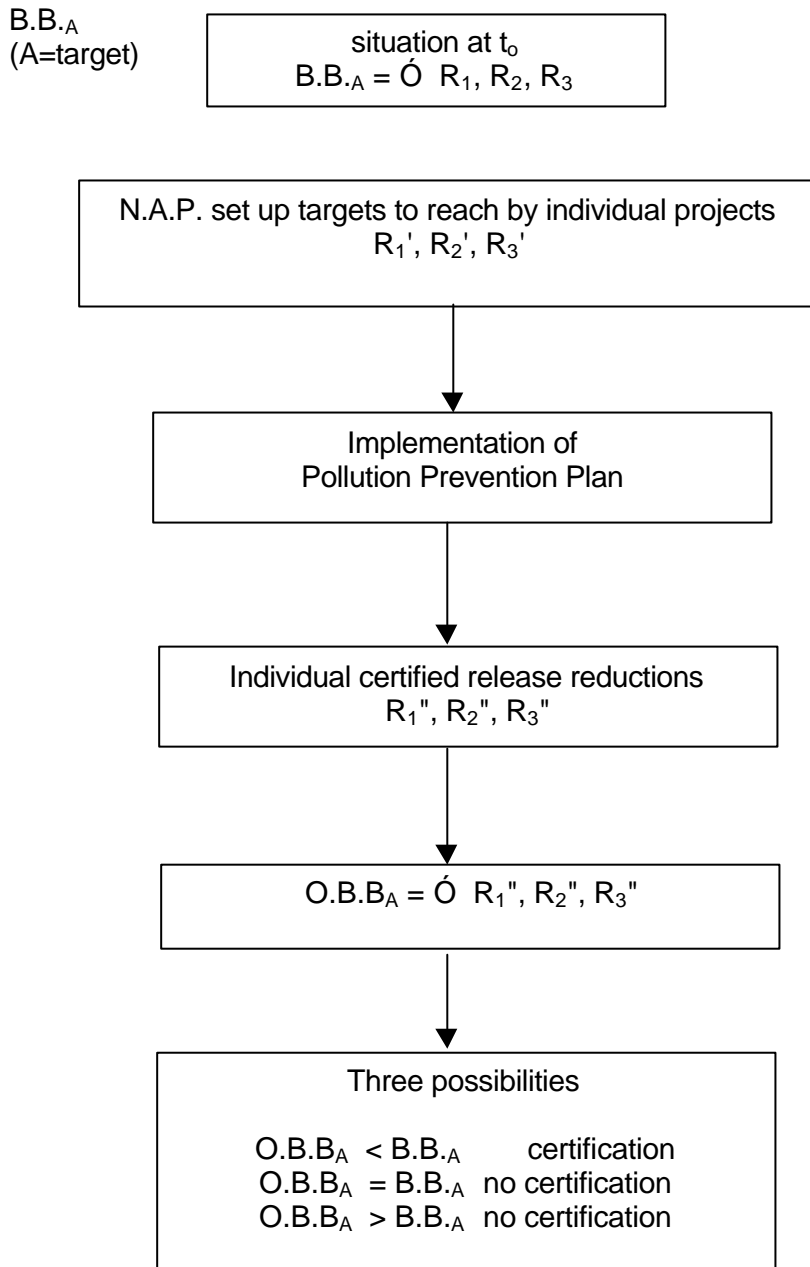 B.B.A
(A=target)
situation at to
B.B.A = Ó R1, R2, R3
N.A.P. set up targets to reach by individual projects
R1', R2', R3'
Implementation of
Pollution Prevention Plan
Individual certified release reductions
R1", R2", R3"
O.B.BA = Ó R1", R2", R3"
Three possibilities
O.B.BA < B.B.A certification
O.B.BA = B.B.A no certification
O.B.BA > B.B.A no certification